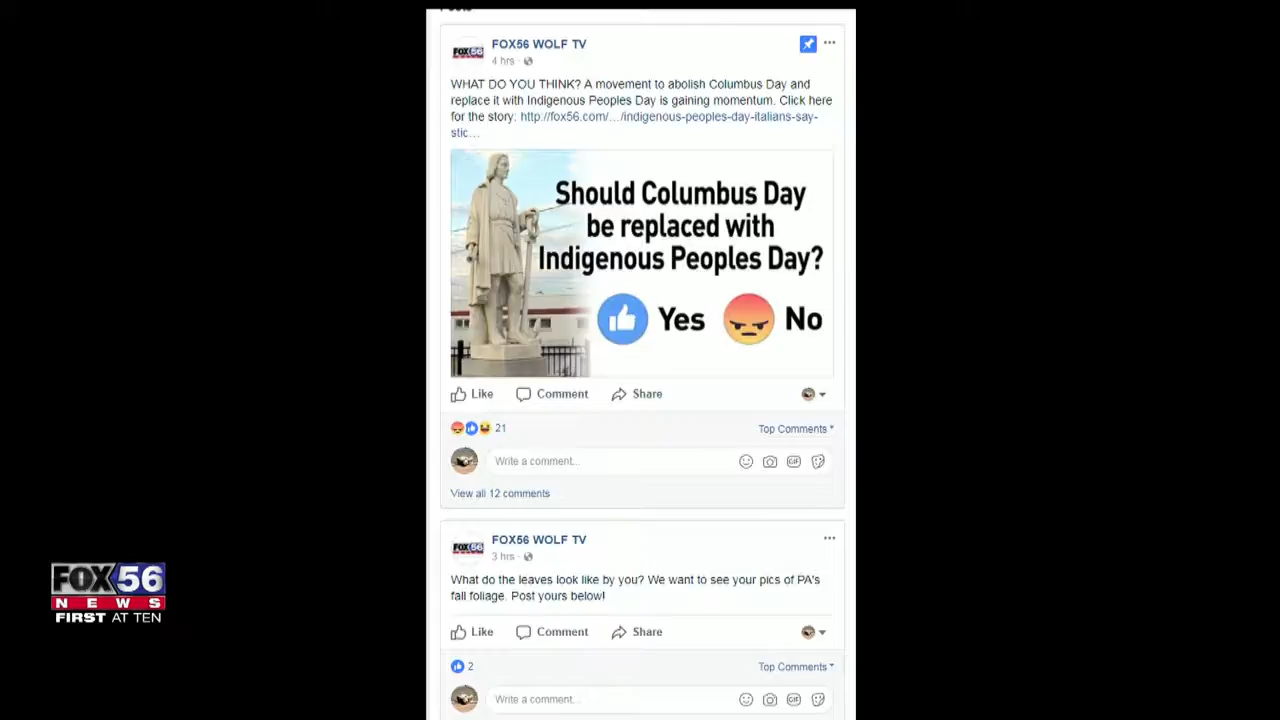 FOX56 WOLF TV
4 hrs ·
WHAT DO YOU THINK? A movement to abolish Columbus Day and
replace it with Indigenous Peoples Day is gaining momentum. Click here
for the story: http://fox56.com/.../indigenous-peoples-day-italians-say-
stic...
Should Columbus Day
be replaced with
Indigenous Peoples Day?
Yes No
Like Comment Share
21 Top Comments
Write a comment... GIF
View all 12 comments
FOX56 WOLF TV
3 hrs ·
What do the leaves look like by you? We want to see your pics of PA's
fall foliage. Post yours below!
Like Comment Share
2 Top Comments
Write a comment... GIF
FOX 56
NEWS
FIRST AT TEN